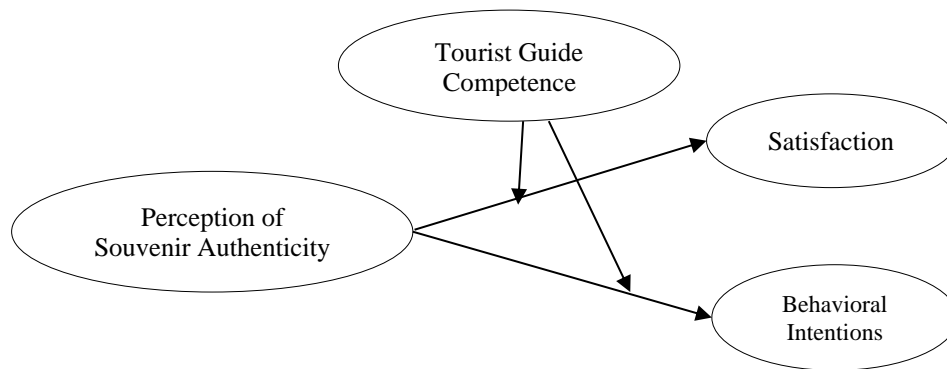 Tourist Guide
Competence
Satisfaction
Perception of
Souvenir Authenticity
Behavioral
Intentions